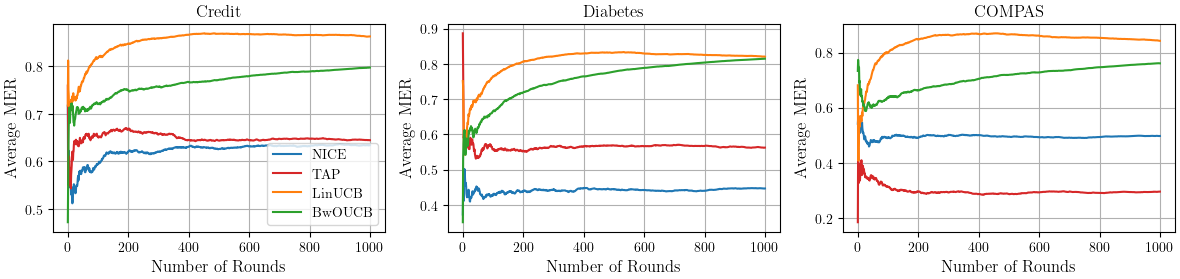 Credit
Average MER
0.8
0.7
0.6
0.5
0 200 400 600 800 1000
Number of Rounds
NICE
TAP
LinUCB
BwOUCB
Diabetes
Average MER
0.9
0.8
0.7
0.6
0.5
0.4
0 200 400 600 800 1000
Number of Rounds
COMPAS
Average MER
0.8
0.6
0.4
0.2
0 200 400 600 800 1000
Number of Rounds